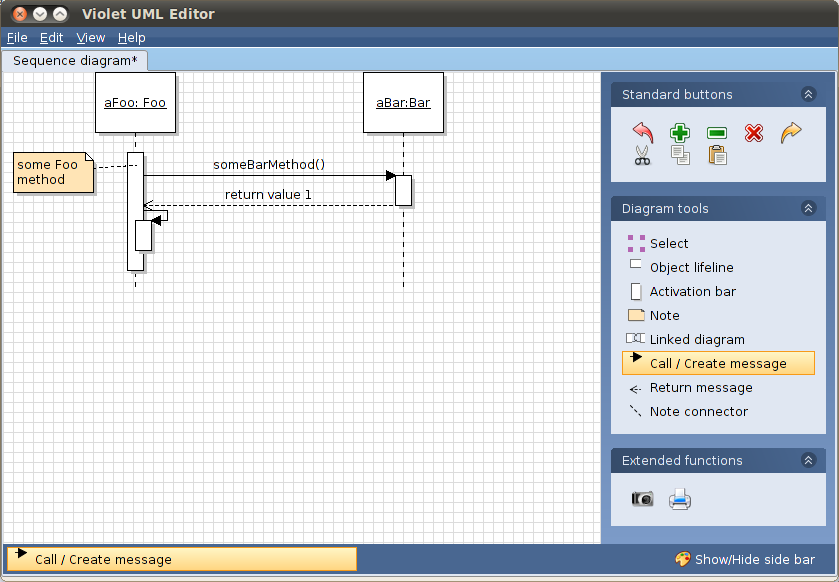 Violet UML Editor
File Edit View Help
Sequence diagram*
aFoo: Foo
aBar:Bar
some Foo
method
someBarMethod()
return value 1
Standard buttons
Diagram tools
Select
Object lifeline
Activation bar
Note
Linked diagram
Call / Create message
Return message
Note connector
Extended functions
Call / Create message
Show/Hide side bar